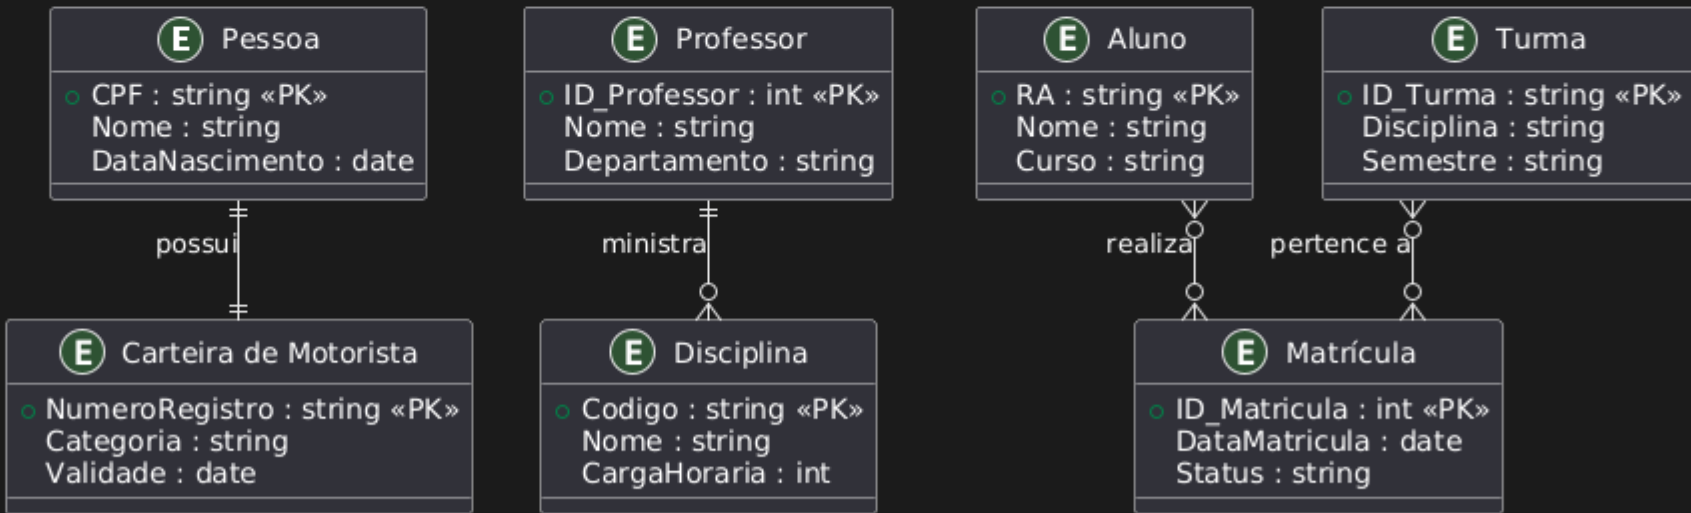 E Pessoa
CPF : string «PK»
Nome : string
DataNascimento : date
E Professor
ID_Professor : int «PK»
Nome : string
Departamento : string
E Aluno
RA : string «PK»
Nome : string
Curso : string
E Turma
ID_Turma : string «PK»
Disciplina : string
Semestre : string
possui
ministra
realiza
pertence a
E Carteira de Motorista
NumeroRegistro : string «PK»
Categoria : string
Validade : date
E Disciplina
Codigo : string «PK»
Nome : string
CargaHoraria : int
E Matrícula
ID_Matricula : int «PK»
DataMatricula : date
Status : string